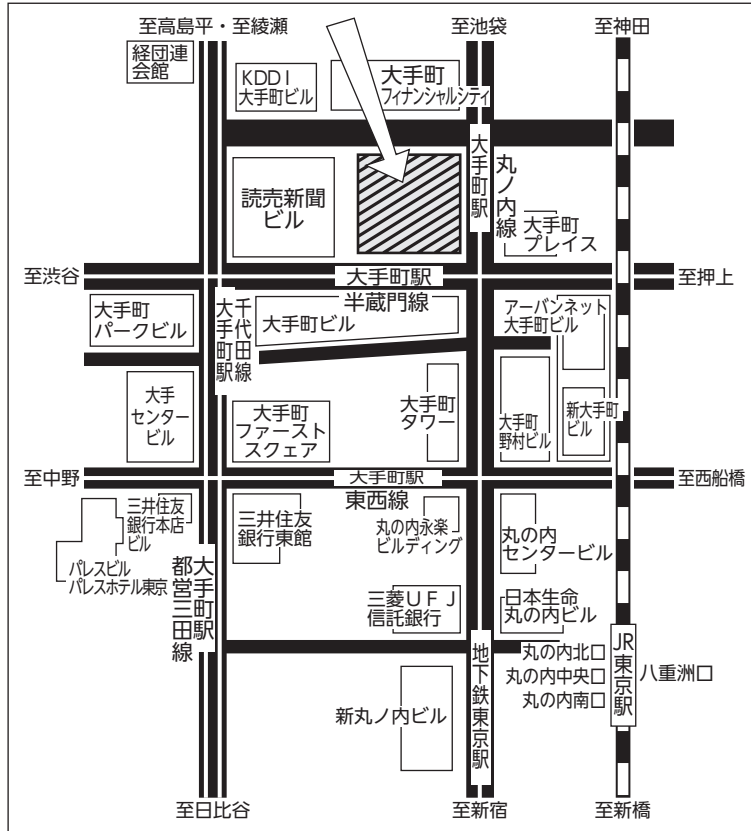 至高島平・至綾瀬
至池袋
至神田
経団連
会館
KDDI
大手町ビル
大手町
フィナンシャルシティ
大手町駅
丸ノ内線
読売新聞
ビル
大手町
プレイス
至渋谷
大手町駅
至押上
半蔵門線
大手町
パークビル
大手町駅
千代田線
大手町ビル
アーバンネット
大手町ビル
大手
センター
ビル
大手町
ファースト
スクェア
大手町
タワー
大手町
野村ビル
新大手町
ビル
至中野
大手町駅
至西船橋
東西線
三井住友
銀行本店
ビル
三井住友
銀行東館
丸の内永楽
ビルディング
丸の内
センタービル
パレスビル
パレスホテル東京
大手町駅
都営三田線
三菱UFJ
信託銀行
日本生命
丸の内ビル
地下鉄東京駅
丸の内北口
丸の内中央口
丸の内南口
JR東京駅
八重洲口
新丸ノ内ビル
至日比谷
至新宿
至新橋